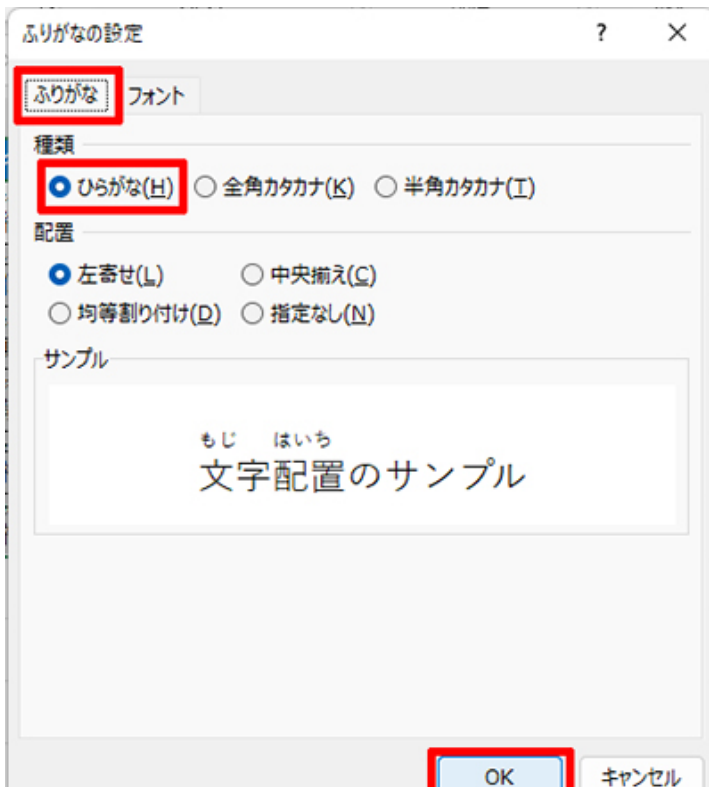 ふりがなの設定 ? ×
ふりがな フォント
種類
ひらがな(H) 全角カタカナ(K) 半角カタカナ(T)
配置
左寄せ(L) 中央揃え(C)
均等割り付け(D) 指定なし(N)
サンプル
もじ はいち
文字配置のサンプル
OK キャンセル